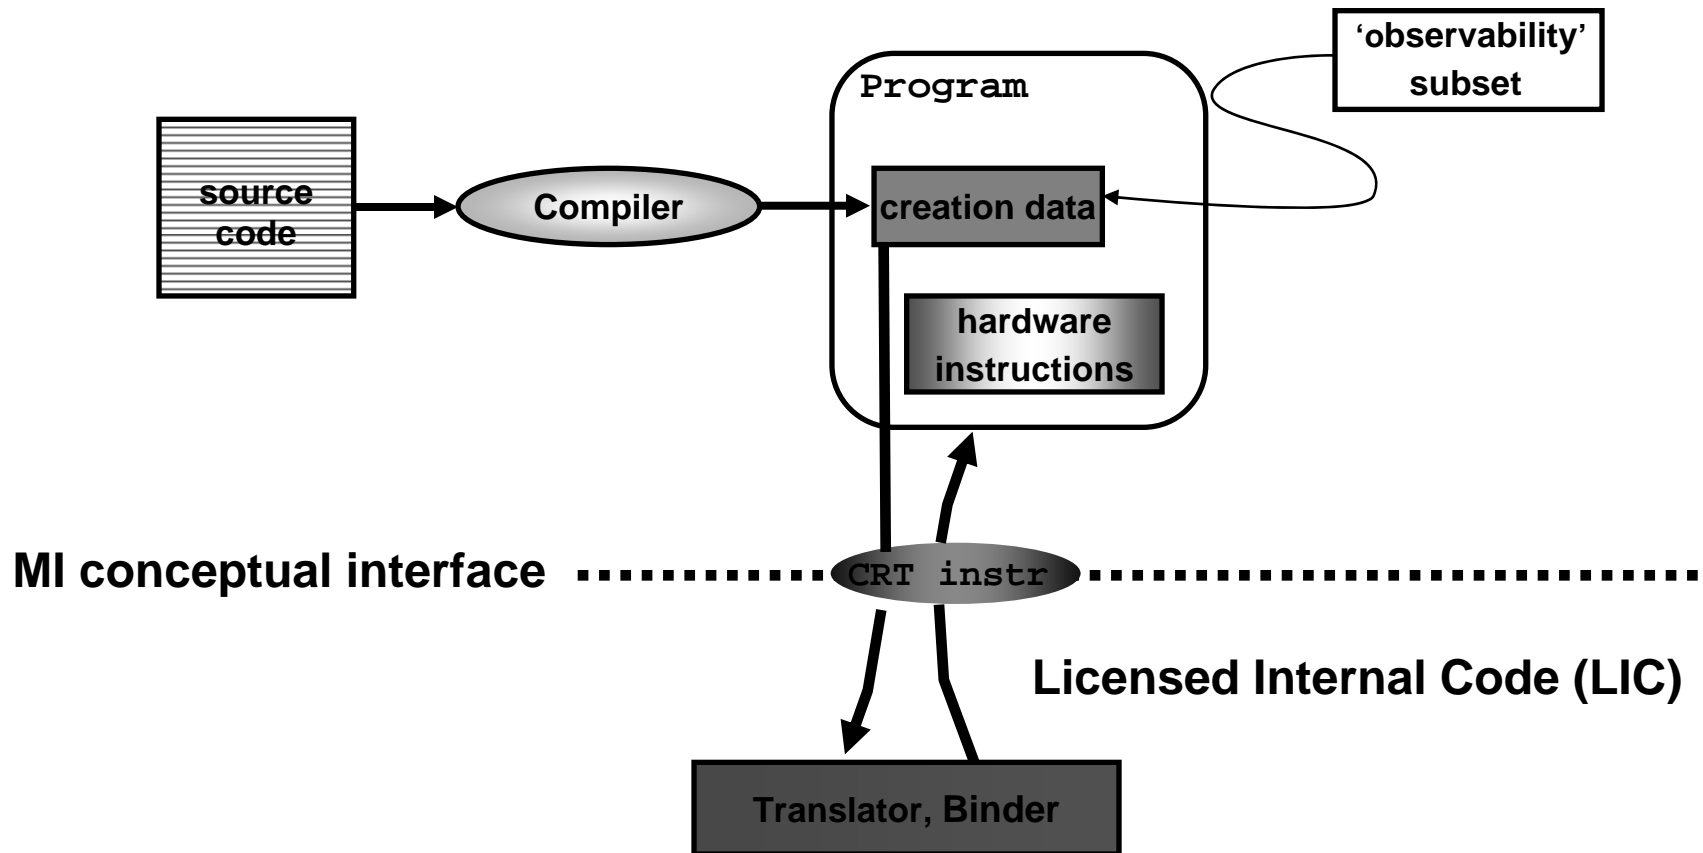 ‘observability’
subset
Program
source
code
Compiler
creation data
hardware
instructions
MI conceptual interface
CRT instr
Licensed Internal Code (LIC)
Translator, Binder